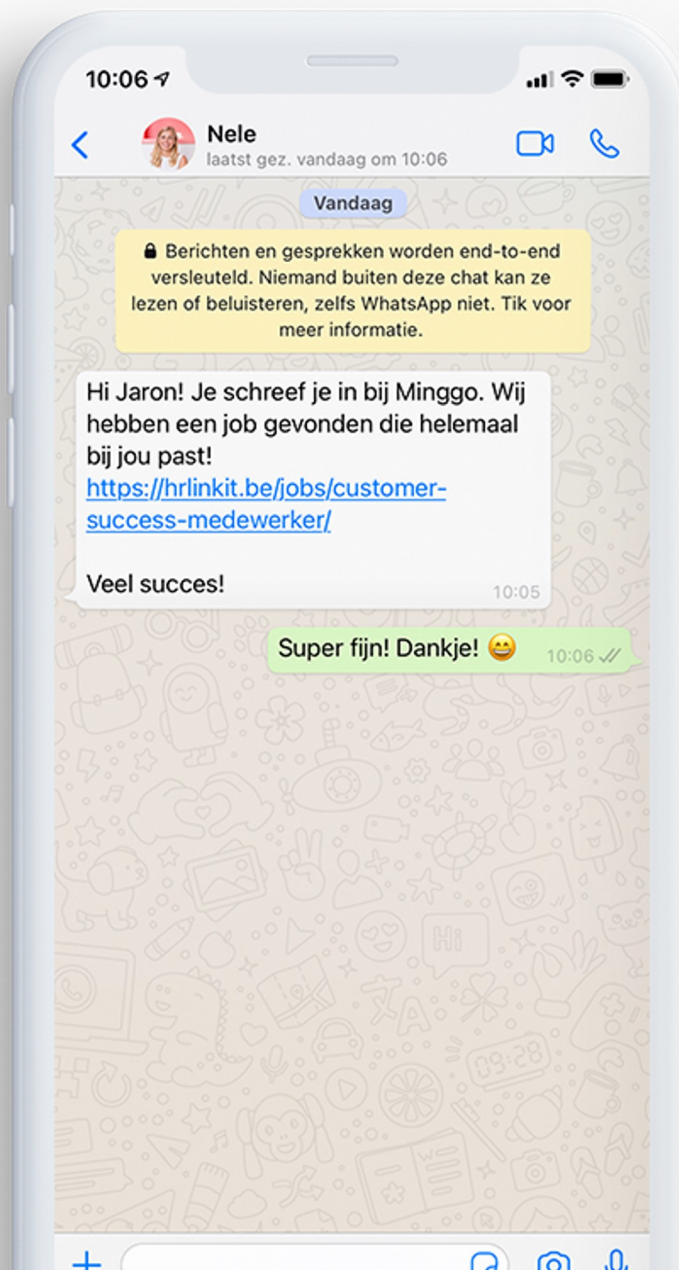 10:06
Nele
laatst gez. vandaag om 10:06
Vandaag
Berichten en gesprekken worden end-to-end
versleuteld. Niemand buiten deze chat kan ze
lezen of beluisteren, zelfs WhatsApp niet. Tik voor
meer informatie.
Hi Jaron! Je schreef je in bij Minggo. Wij
hebben een job gevonden die helemaal
bij jou past!
https://hrlinkit.be/jobs/customer-
success-medewerker/
Veel succes!
10:05
Super fijn! Dankje! 😄
10:06
Hi
09:28